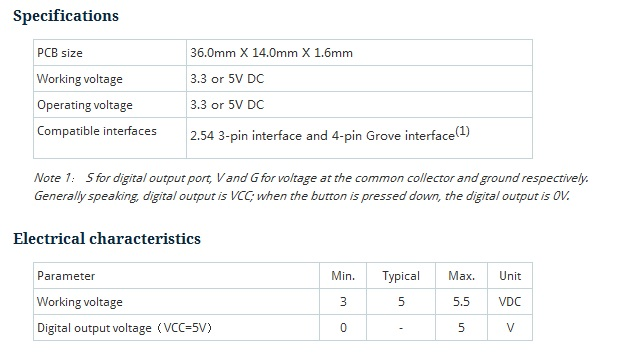 Specifications
PCB size 36.0mm X 14.0mm X 1.6mm
Working voltage 3.3 or 5V DC
Operating voltage 3.3 or 5V DC
Compatible interfaces 2.54 3-pin interface and 4-pin Grove interface(1)
Note 1: S for digital output port, V and G for voltage at the common collector and ground respectively.
Generally speaking, digital output is VCC; when the button is pressed down, the digital output is 0V.
Electrical characteristics
Parameter Min. Typical Max. Unit
Working voltage 3 5 5.5 VDC
Digital output voltage（VCC=5V） 0 - 5 V